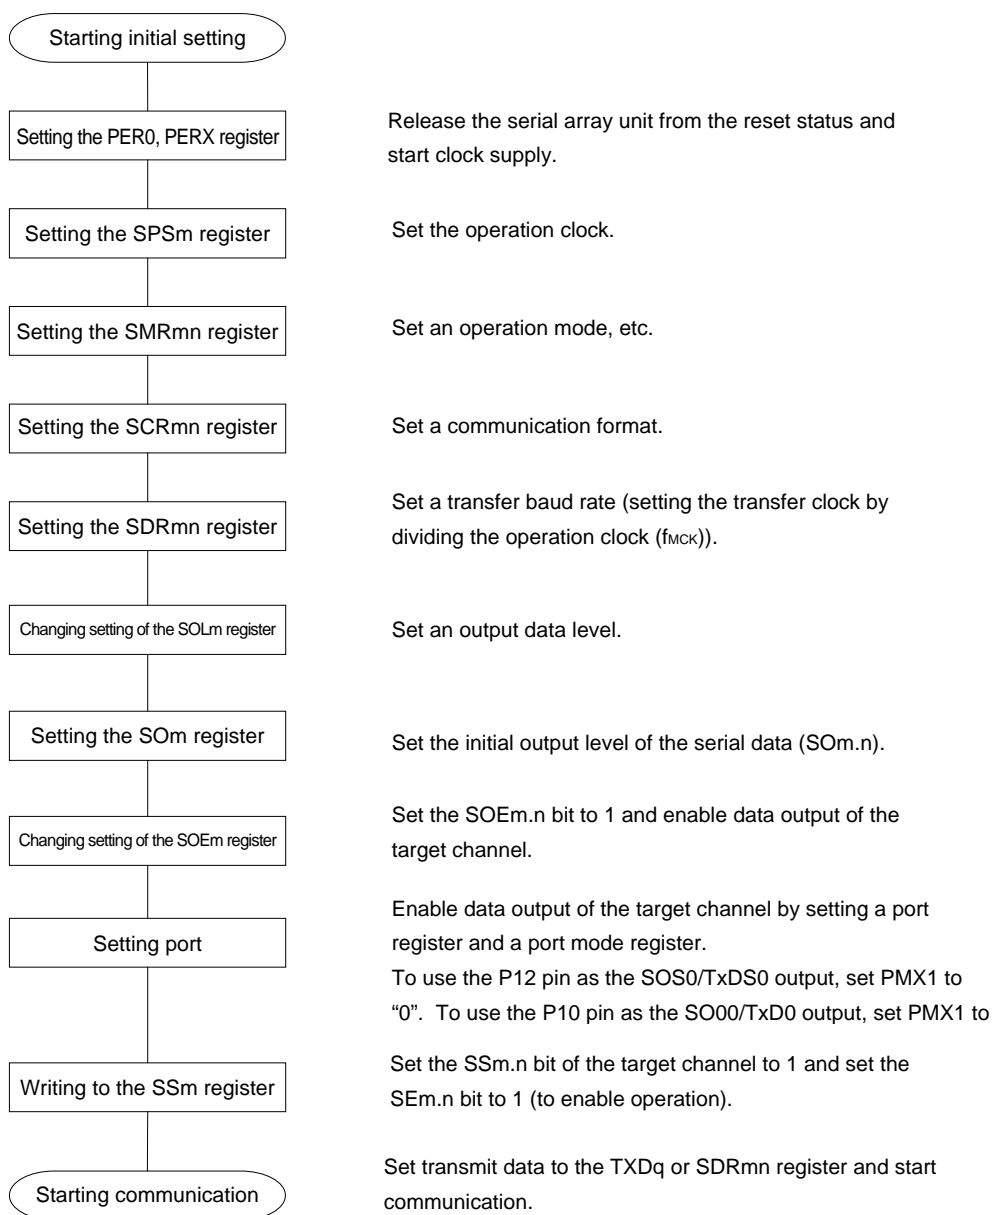 Starting initial setting
Setting the PER0, PERX register
Release the serial array unit from the reset status and
start clock supply.
Setting the SPSm register
Set the operation clock.
Setting the SMRmn register
Set an operation mode, etc.
Setting the SCRmn register
Set a communication format.
Setting the SDRmn register
Set a transfer baud rate (setting the transfer clock by
dividing the operation clock (fMCK)).
Changing setting of the SOLm register
Set an output data level.
Setting the SOm register
Set the initial output level of the serial data (SOm.n).
Changing setting of the SOEm register
Set the SOEm.n bit to 1 and enable data output of the
target channel.
Setting port
Enable data output of the target channel by setting a port
register and a port mode register.
To use the P12 pin as the SOS0/TxDS0 output, set PMX1 to
“0”.  To use the P10 pin as the SO00/TxD0 output, set PMX1 to
Writing to the SSm register
Set the SSm.n bit of the target channel to 1 and set the
SEm.n bit to 1 (to enable operation).
Starting communication
Set transmit data to the TXDq or SDRmn register and start
communication.